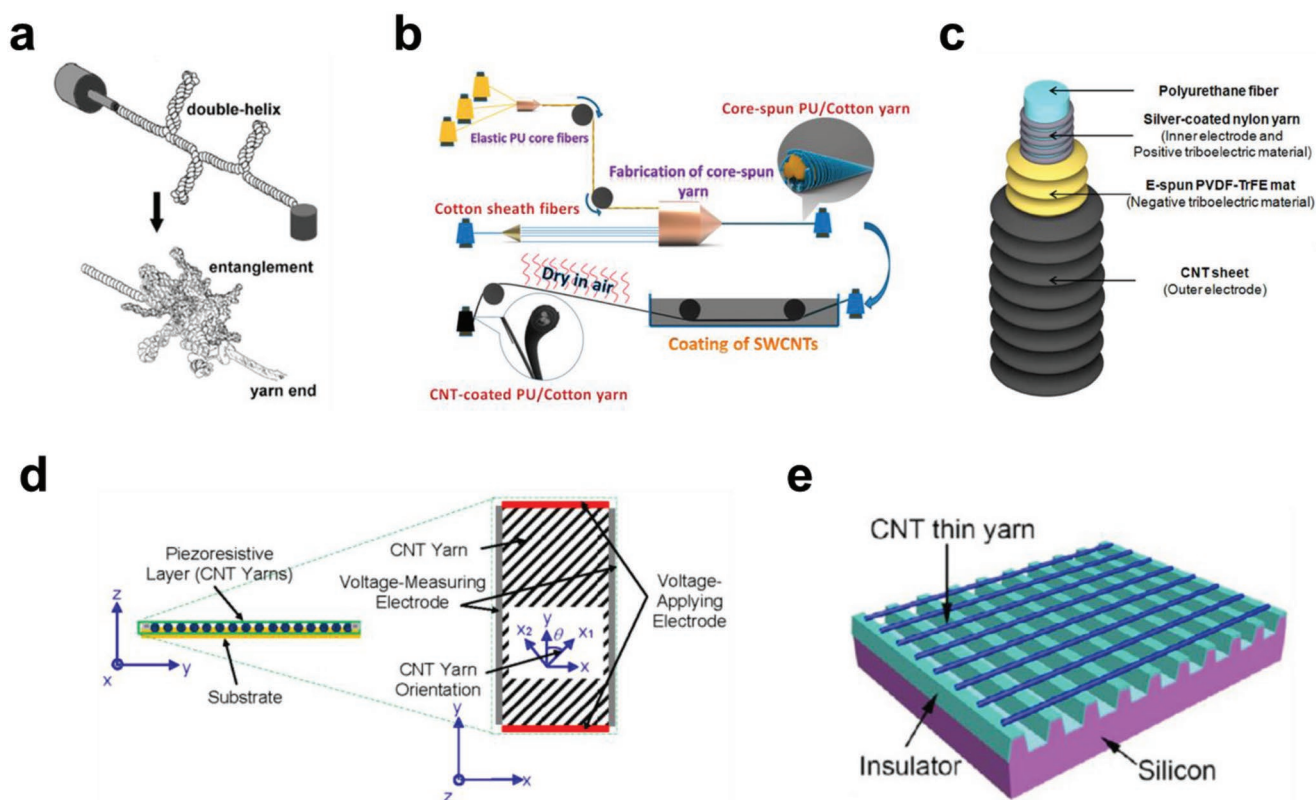 a
double-helix
entanglement
yarn end
b
Elastic PU core fibers
Core-spun PU/Cotton yarn
Fabrication of core-spun
yarn
Cotton sheath fibers
Dry in air
Coating of SWCNTs
CNT-coated PU/Cotton yarn
c
Polyurethane fiber
Silver-coated nylon yarn
(Inner electrode and
Positive triboelectric material)
E-spun PVDF-TrFE mat
(Negative triboelectric material)
CNT sheet
(Outer electrode)
d
Piezoresistive
Layer (CNT Yarns)
z
y
x
Substrate
CNT Yarn
Voltage-Measuring
Electrode
CNT Yarn
Orientation
X2
y
θ
X1
x
Voltage-
Applying
Electrode
y
x
z
e
CNT thin yarn
Insulator
Silicon